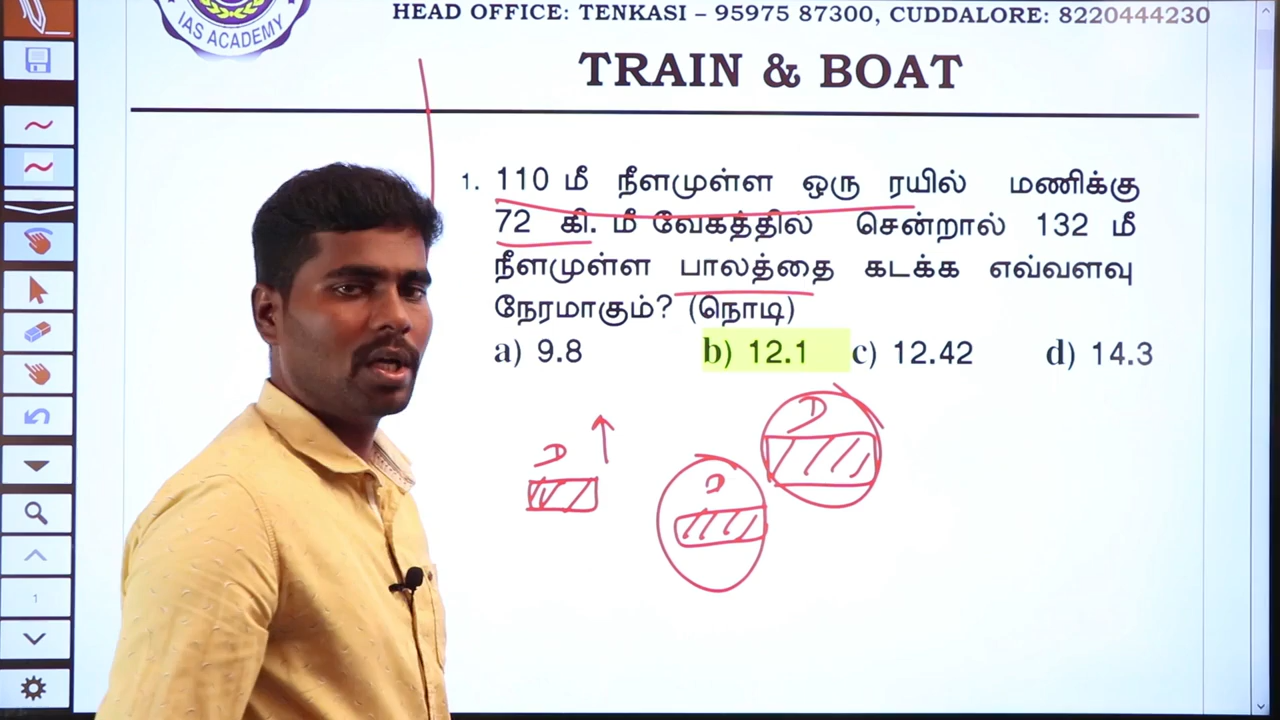 HEAD OFFICE: TENKASI – 95975 87300, CUDDALORE: 8220444230
IAS ACADEMY
TRAIN & BOAT
1. 110 மீ நீளமுள்ள ஒரு ரயில் மணிக்கு
72 கி. மீ வேகத்தில் சென்றால் 132 மீ
நீளமுள்ள பாலத்தை கடக்க எவ்வளவு
நேரமாகும்? (நொடி)
a) 9.8 b) 12.1 c) 12.42 d) 14.3
D
D
D
1